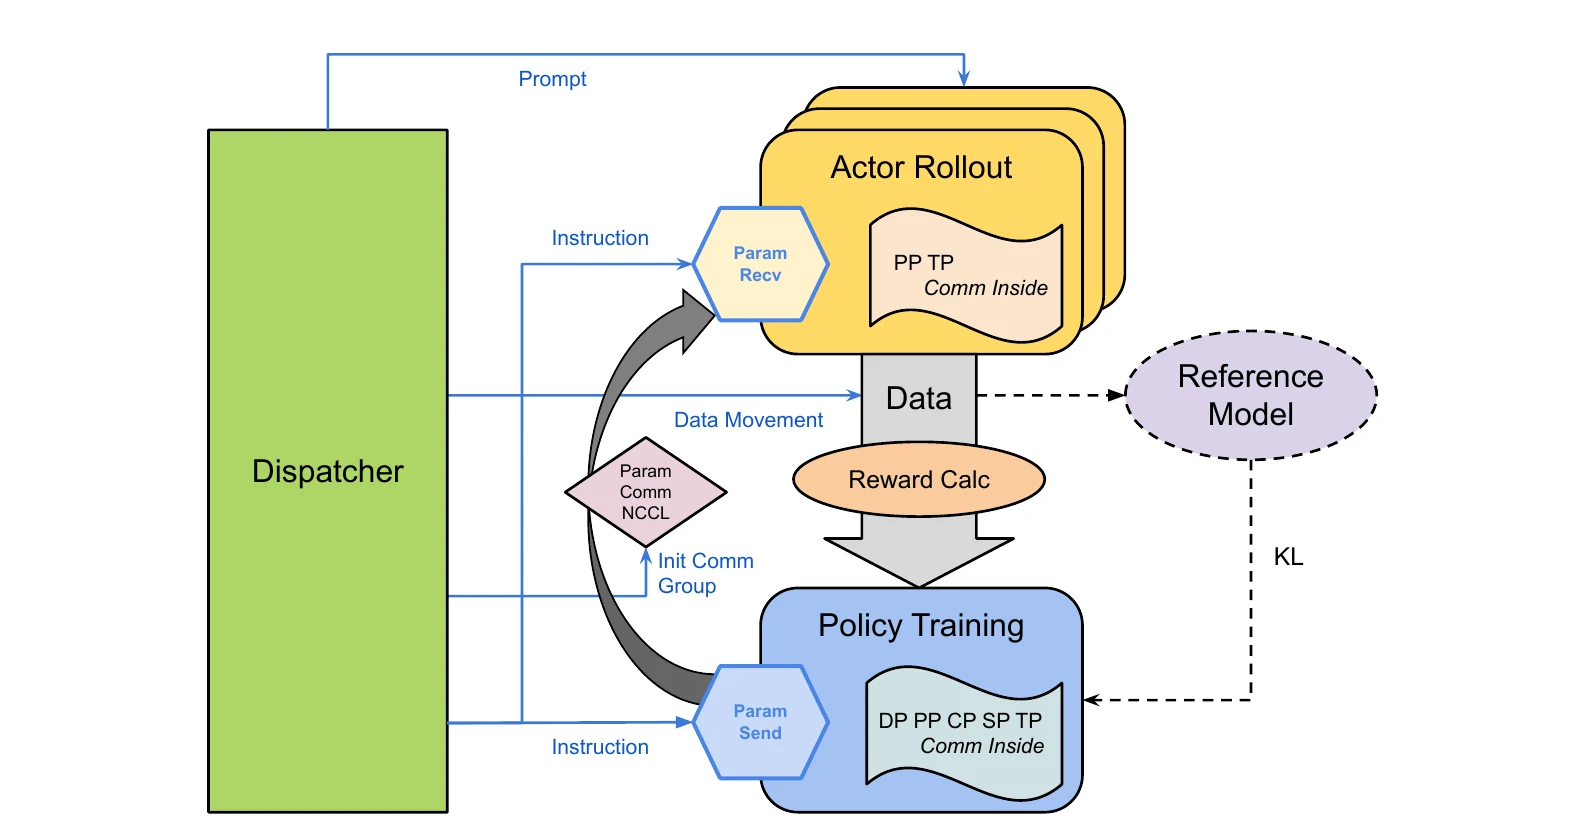 Prompt
Actor Rollout
Instruction
Param
Recv
PP TP
Comm Inside
Reference
Model
Data
Data Movement
Dispatcher
Param
Comm
NCCL
Reward Calc
Init Comm
Group
KL
Policy Training
Param
Send
DP PP CP SP TP
Comm Inside
Instruction